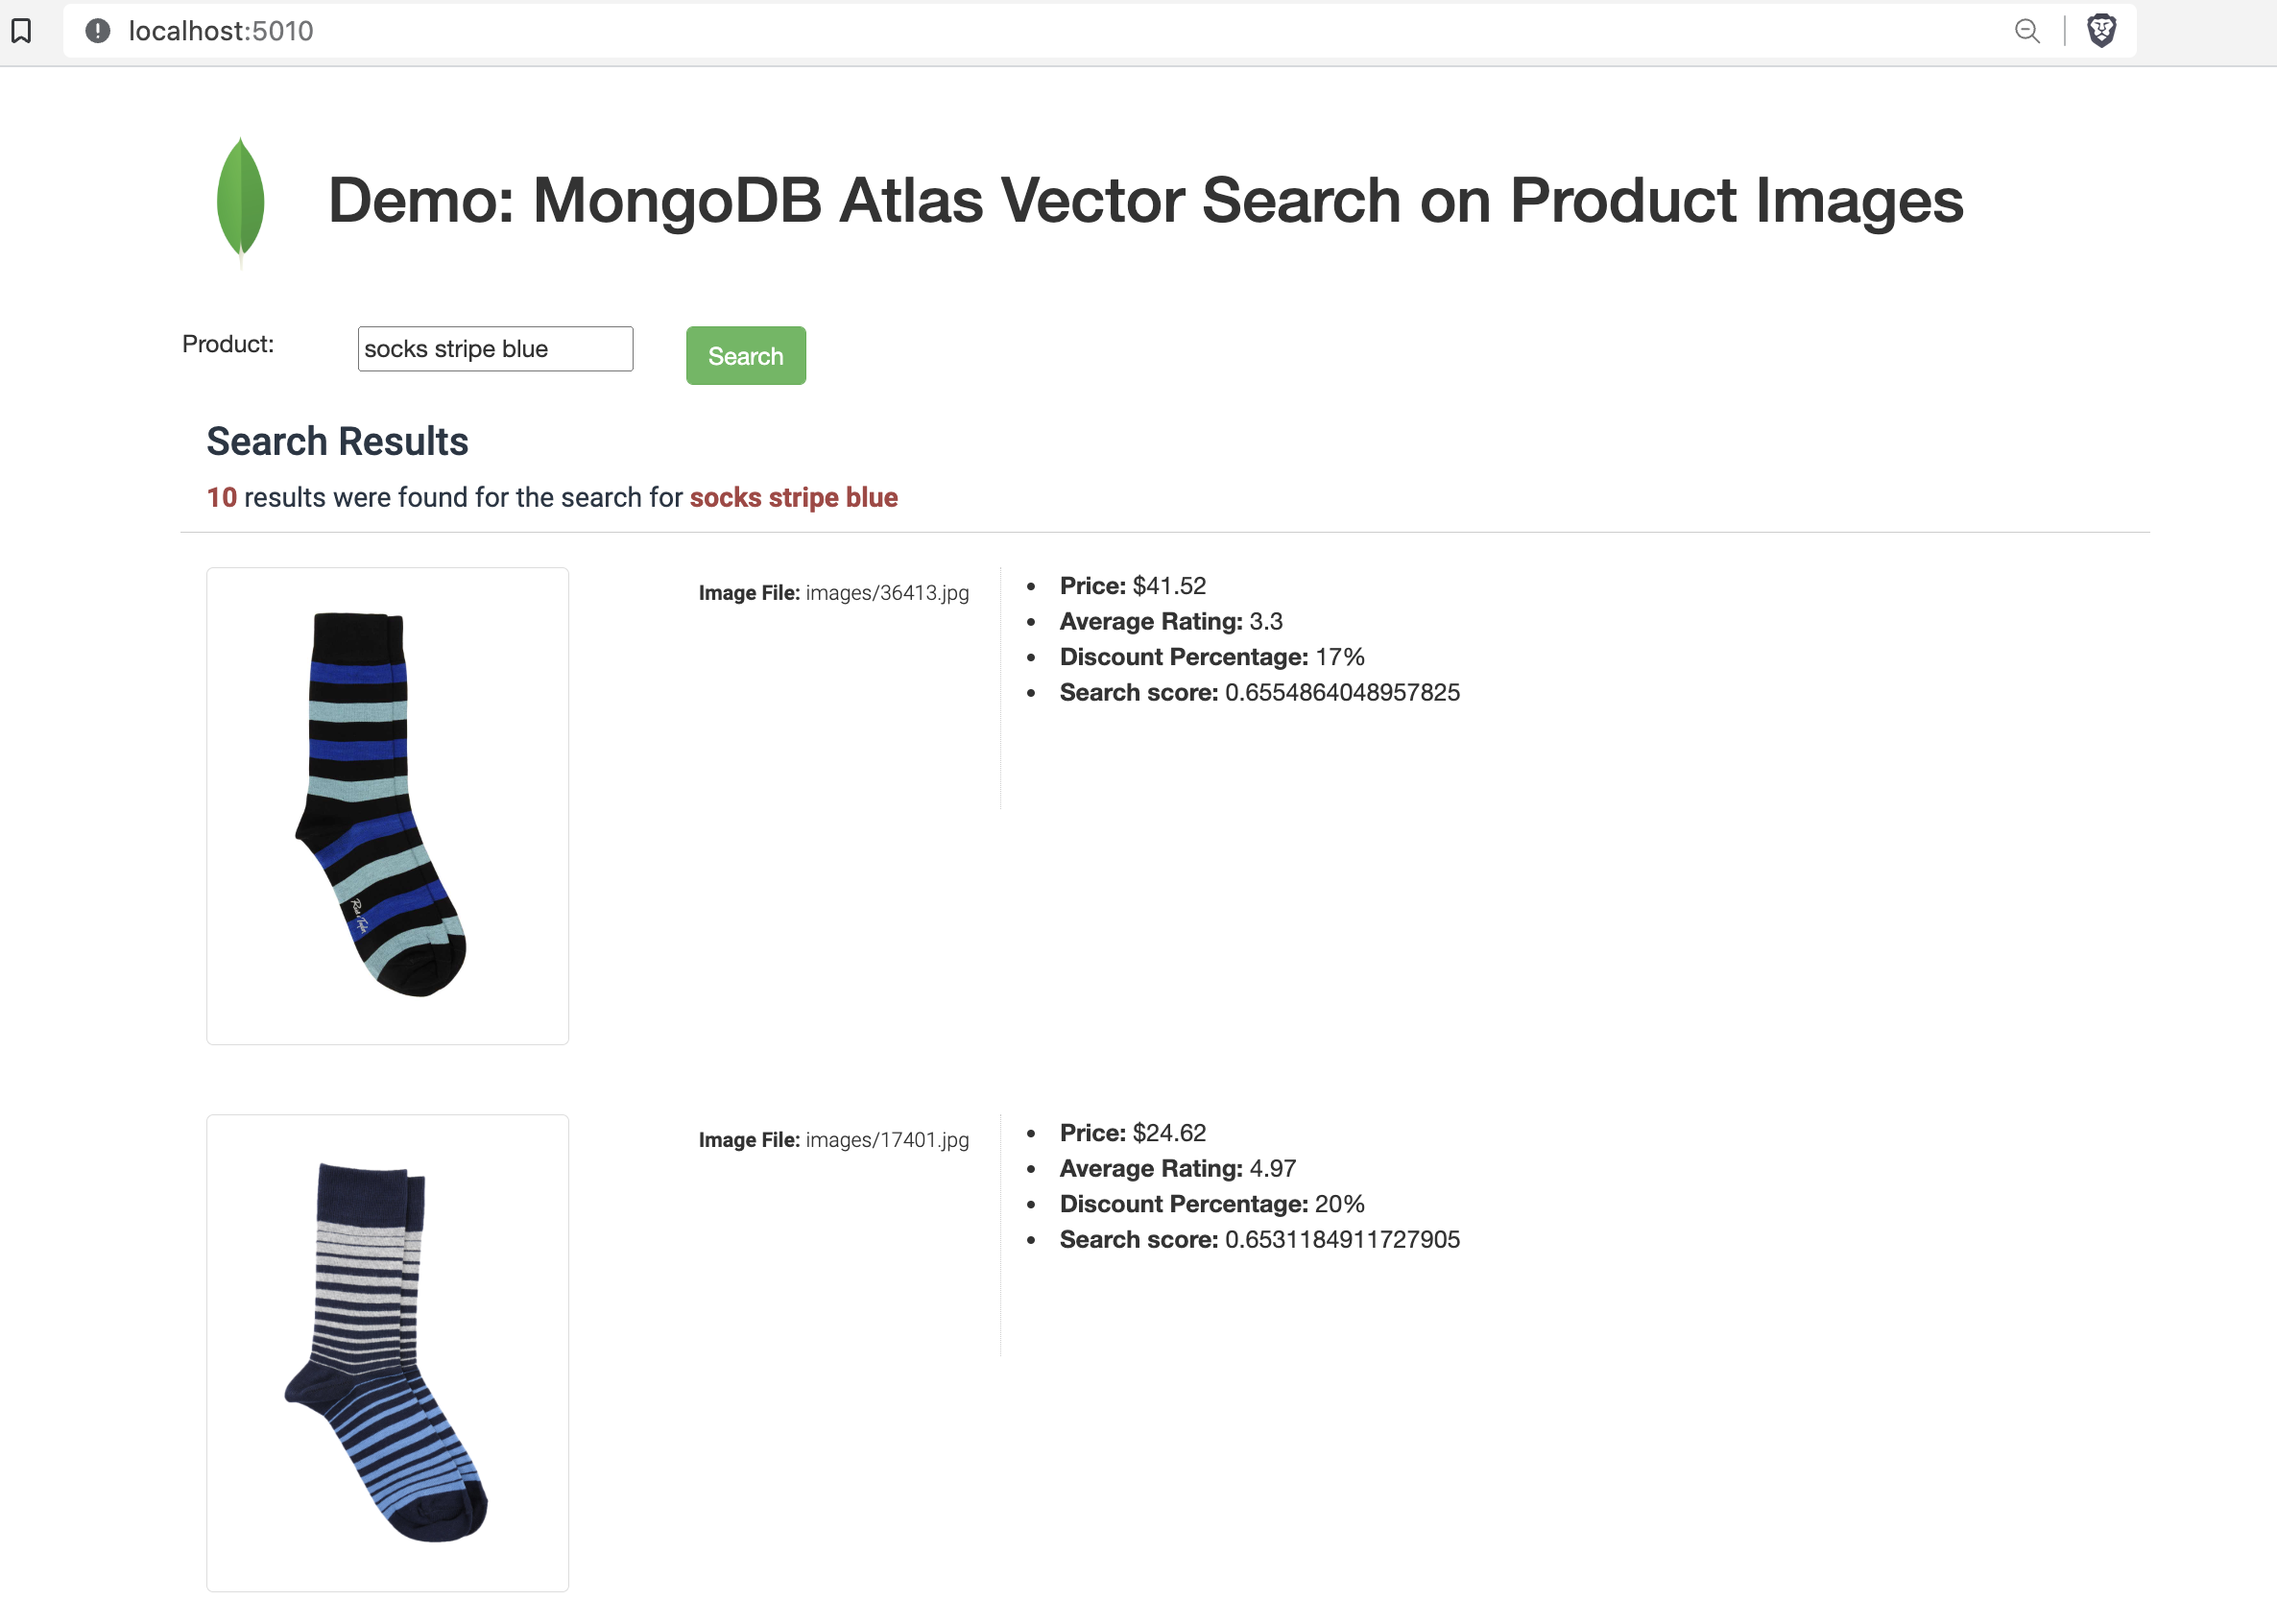 localhost:5010
Demo: MongoDB Atlas Vector Search on Product Images
Product:
socks stripe blue
Search
Search Results
10 results were found for the search for socks stripe blue
Image File: images/36413.jpg
• Price: $41.52
• Average Rating: 3.3
• Discount Percentage: 17%
• Search score: 0.6554864048957825
Image File: images/17401.jpg
• Price: $24.62
• Average Rating: 4.97
• Discount Percentage: 20%
• Search score: 0.6531184911727905